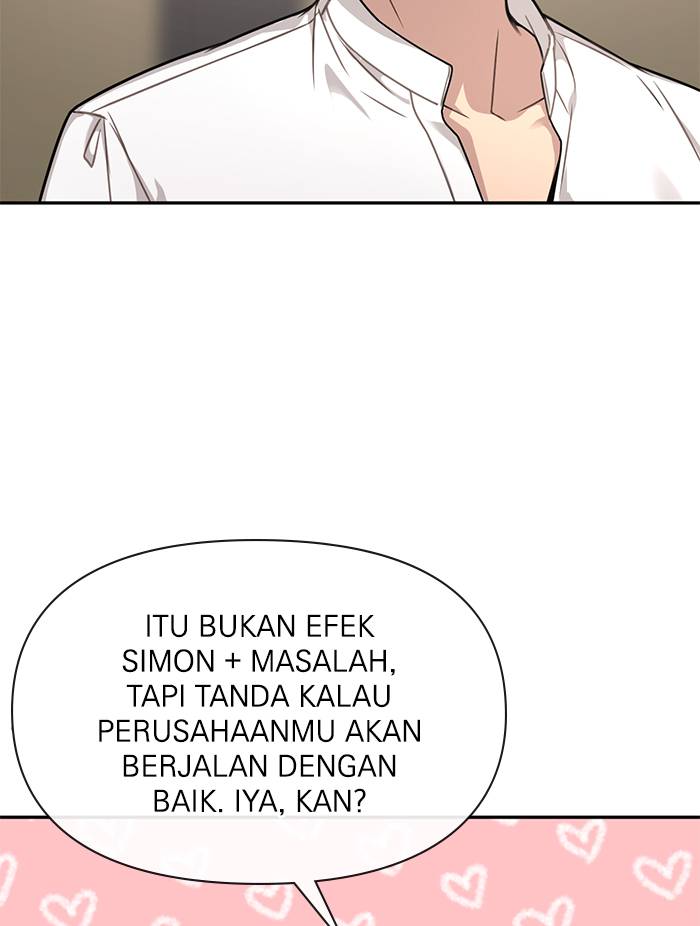 ITU BUKAN EFEK
SIMON + MASALAH,
TAPI TANDA KALAU
PERUSAHAANMU AKAN
BERJALAN DENGAN
BAIK. IYA, KAN?